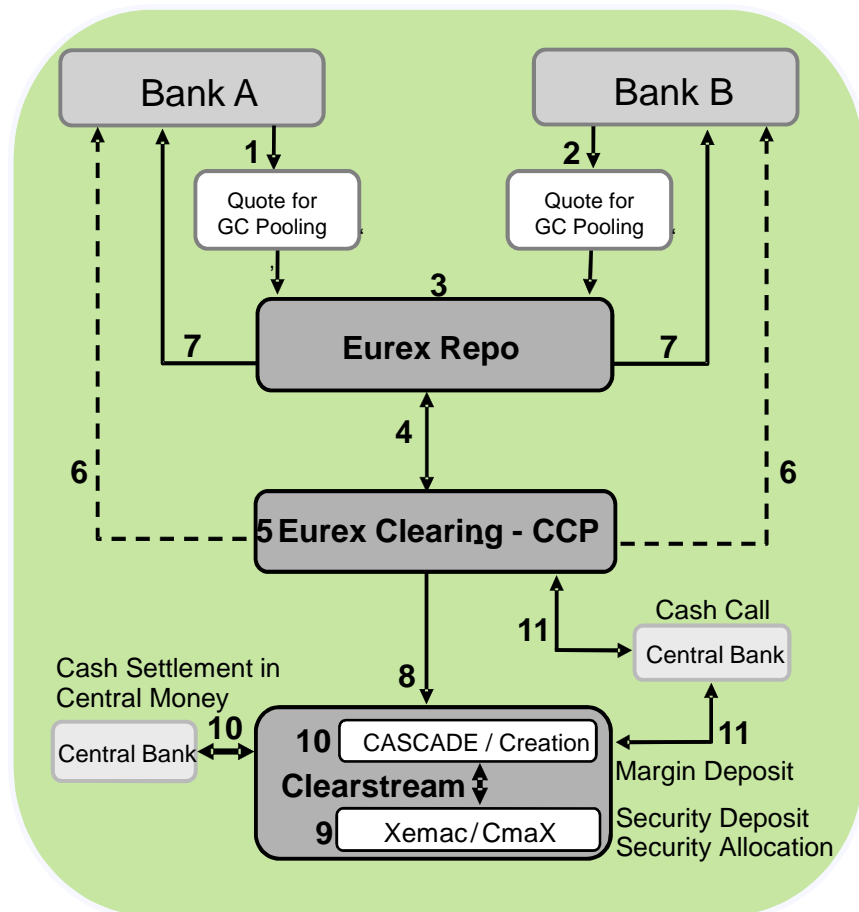 Bank A
Bank B
1
2
Quote for
GC Pooling
Quote for
GC Pooling
3
Eurex Repo
7
7
4
6
6
5 Eurex Clearing - CCP
11
Cash Call
Central Bank
8
Cash Settlement in
Central Money
10
Central Bank
10
CASCADE / Creation
11
Margin Deposit
Clearstream
9
Xemac/CmaX
Security Deposit
Security Allocation